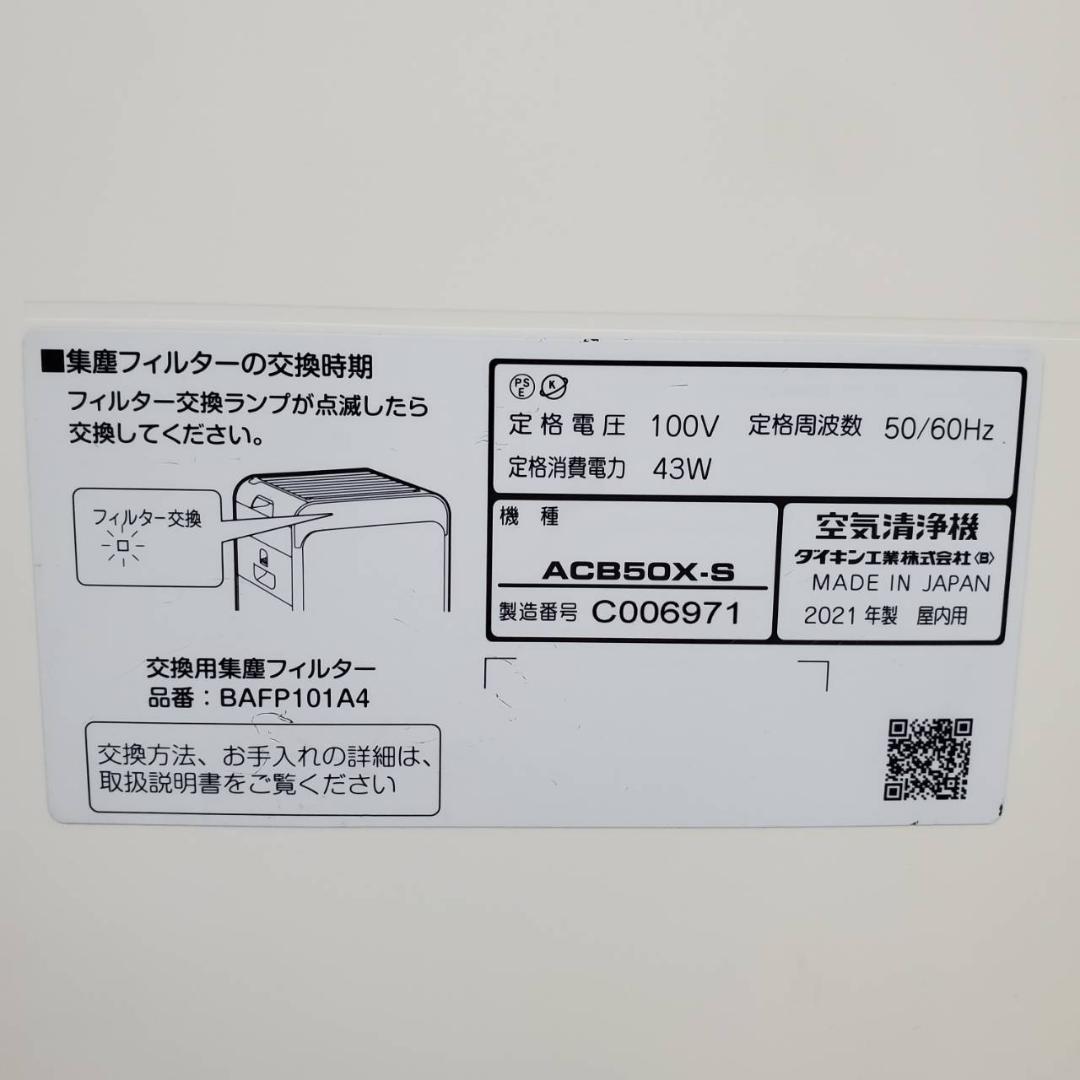 ■集塵フィルターの交換時期
フィルター交換ランプが点滅したら
交換してください。
フィルター交換
交換用集塵フィルター
品番：BAFP101A4
交換方法、お手入れの詳細は、
取扱説明書をご覧ください
PS
E
K
定格電圧 100V 定格周波数 50/60Hz
定格消費電力 43W
機種
ACB50X-S
製造番号 C006971
空気清浄機
ダイキン工業株式会社〈B〉
MADE IN JAPAN
2021年製 屋内用